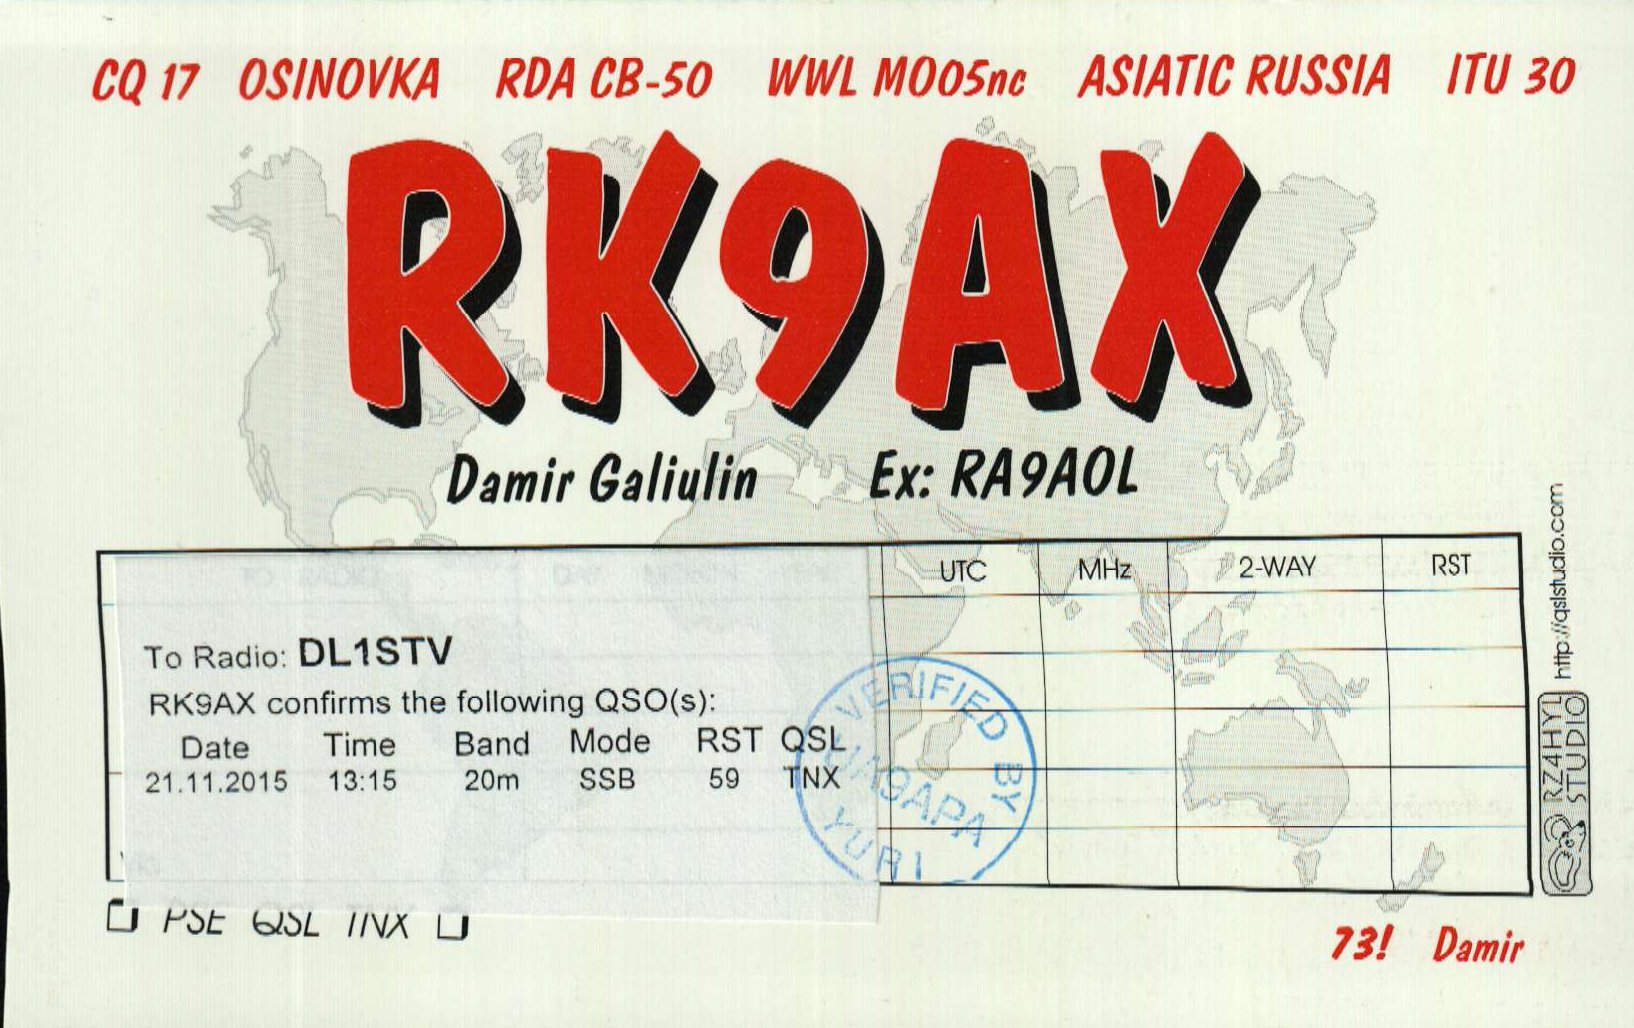 CQ 17 OSINOVKA RDA CB-50 WWL MO05nc ASIATIC RUSSIA ITU 30
RK9AX
Damir Galiulin Ex: RA9AOL
UTC MHz 2-WAY RST
To Radio: DL1STV
RK9AX confirms the following QSO(s):
Date Time Band Mode RST QSL
21.11.2015 13:15 20m SSB 59 TNX
VERIFIED BY
UA9APA
YURI
PSE QSL TNX
73! Damir
http://qslstudio.com
RZ4HYL
STUDIO